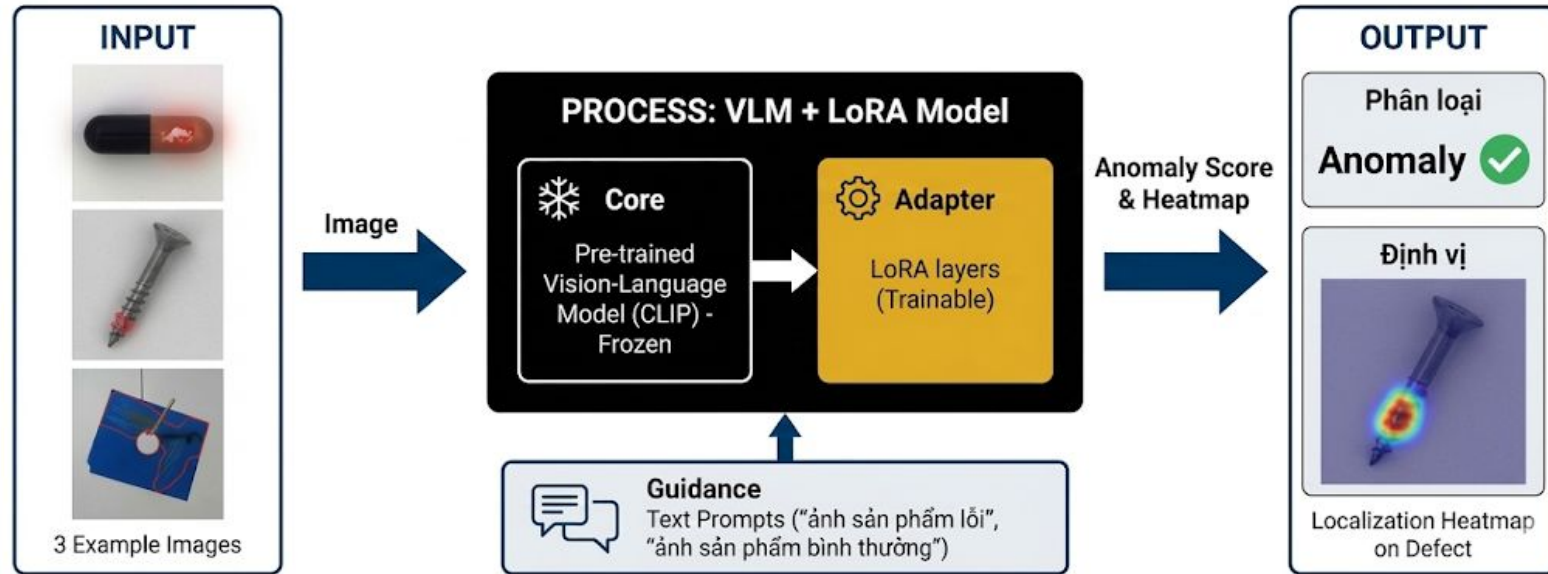 INPUT
3 Example Images
Image
PROCESS: VLM + LoRA Model
Core
Pre-trained
Vision-Language
Model (CLIP) -
Frozen
Adapter
LoRA layers
(Trainable)
Guidance
Text Prompts (“ảnh sản phẩm lỗi”,
“ảnh sản phẩm bình thường”)
Anomaly Score
& Heatmap
OUTPUT
Phân loại
Anomaly
Định vị
Localization Heatmap
on Defect